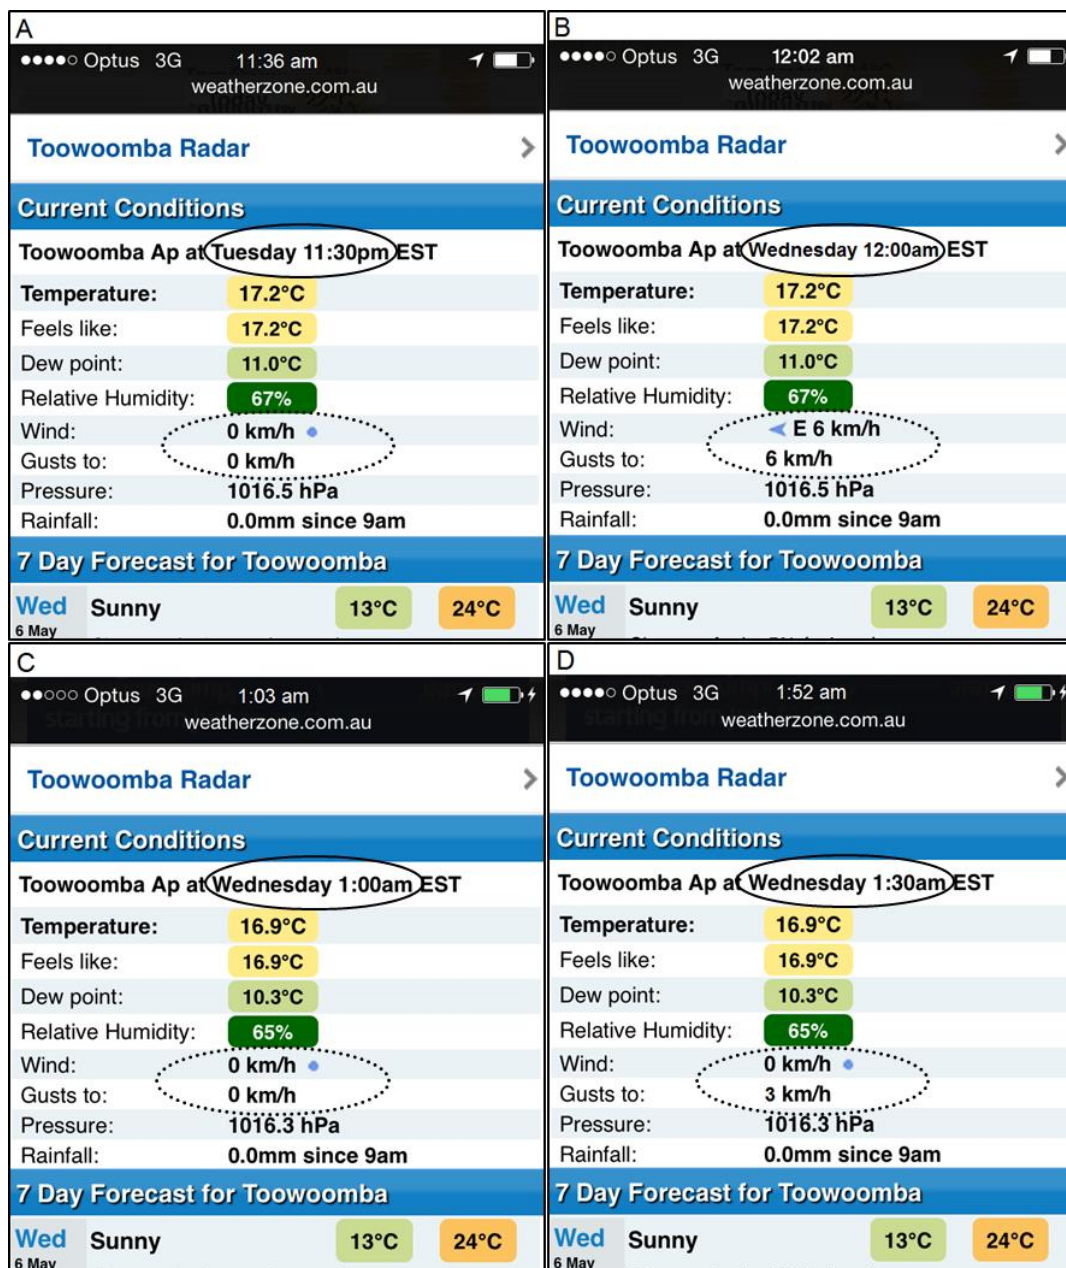 A
Optus 3G 11:36 am
weatherzone.com.au
Toowoomba Radar
Current Conditions
Toowoomba Ap at Tuesday 11:30pm EST
Temperature: 17.2°C
Feels like: 17.2°C
Dew point: 11.0°C
Relative Humidity: 67%
Wind: 0 km/h
Gusts to: 0 km/h
Pressure: 1016.5 hPa
Rainfall: 0.0mm since 9am
7 Day Forecast for Toowoomba
Wed Sunny 13°C 24°C
6 May
B
Optus 3G 12:02 am
weatherzone.com.au
Toowoomba Radar
Current Conditions
Toowoomba Ap at Wednesday 12:00am EST
Temperature: 17.2°C
Feels like: 17.2°C
Dew point: 11.0°C
Relative Humidity: 67%
Wind: E 6 km/h
Gusts to: 6 km/h
Pressure: 1016.5 hPa
Rainfall: 0.0mm since 9am
7 Day Forecast for Toowoomba
Wed Sunny 13°C 24°C
6 May
C
Optus 3G 1:03 am
weatherzone.com.au
Toowoomba Radar
Current Conditions
Toowoomba Ap at Wednesday 1:00am EST
Temperature: 16.9°C
Feels like: 16.9°C
Dew point: 10.3°C
Relative Humidity: 65%
Wind: 0 km/h
Gusts to: 0 km/h
Pressure: 1016.3 hPa
Rainfall: 0.0mm since 9am
7 Day Forecast for Toowoomba
Wed Sunny 13°C 24°C
6 May
D
Optus 3G 1:52 am
weatherzone.com.au
Toowoomba Radar
Current Conditions
Toowoomba Ap at Wednesday 1:30am EST
Temperature: 16.9°C
Feels like: 16.9°C
Dew point: 10.3°C
Relative Humidity: 65%
Wind: 0 km/h
Gusts to: 3 km/h
Pressure: 1016.3 hPa
Rainfall: 0.0mm since 9am
7 Day Forecast for Toowoomba
Wed Sunny 13°C 24°C
6 May